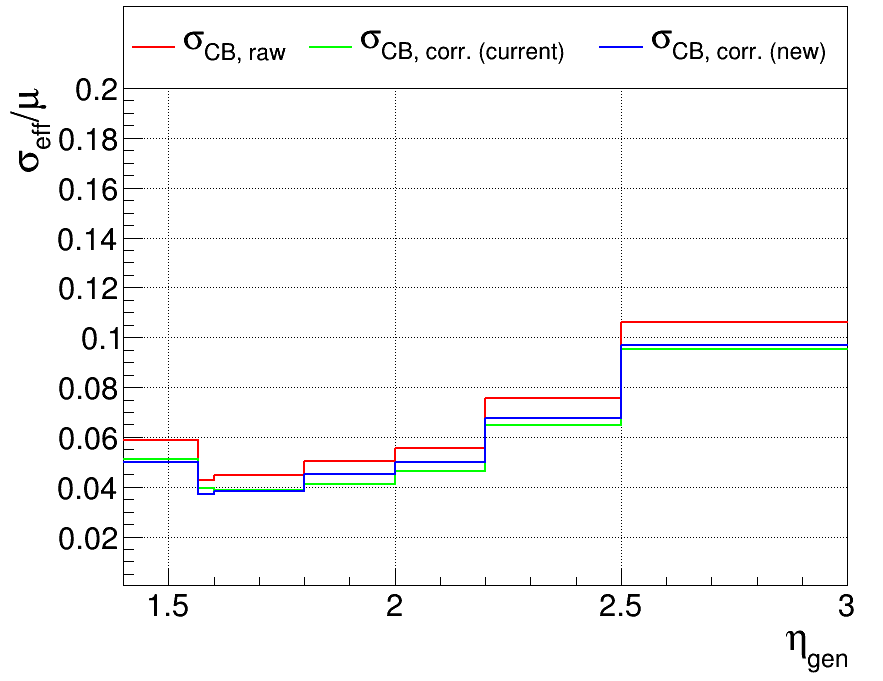 σCB, raw σCB, corr. (current) σCB, corr. (new)
σeff/μ
0.2
0.18
0.16
0.14
0.12
0.1
0.08
0.06
0.04
0.02
1.5 2 2.5 3
ηgen